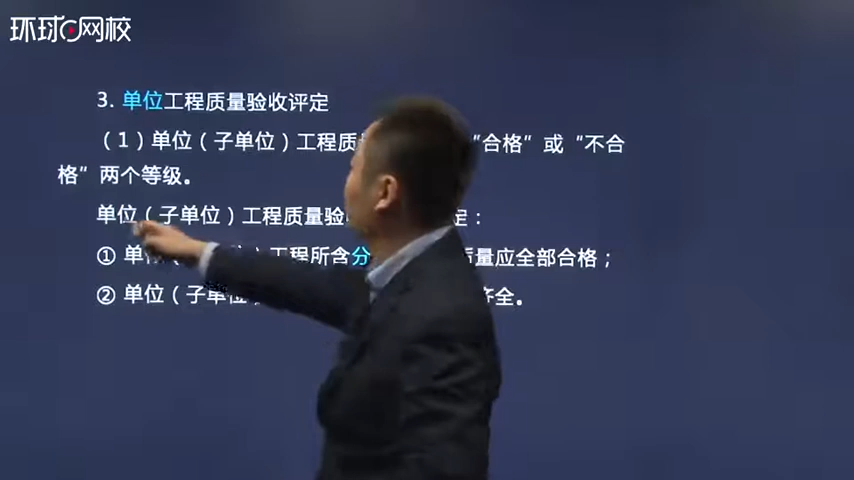 环球网校
3. 单位工程质量验收评定
（1）单位（子单位）工程质 “合格”或“不合
格”两个等级。
单位（子单位）工程质量验 定：
① 单 工程所含分 质量应全部合格；
② 单位（子单位 齐全。